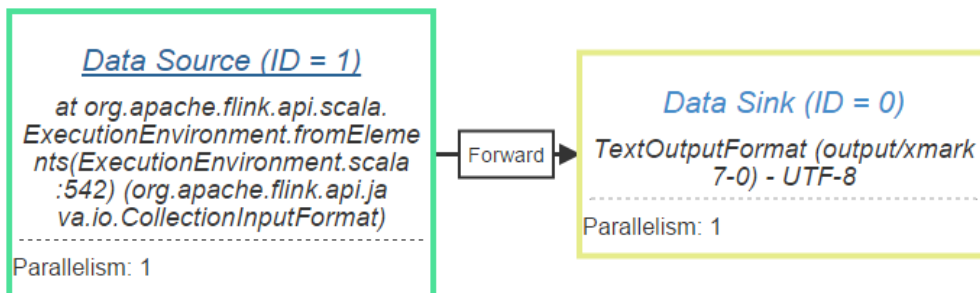 Data Source (ID = 1)
at org.apache.flink.api.scala.
ExecutionEnvironment.fromEleme
nts(ExecutionEnvironment.scala
:542) (org.apache.flink.api.ja
va.io.CollectionInputFormat)
Parallelism: 1
Forward
Data Sink (ID = 0)
TextOutputFormat (output/xmark
7-0) - UTF-8
Parallelism: 1